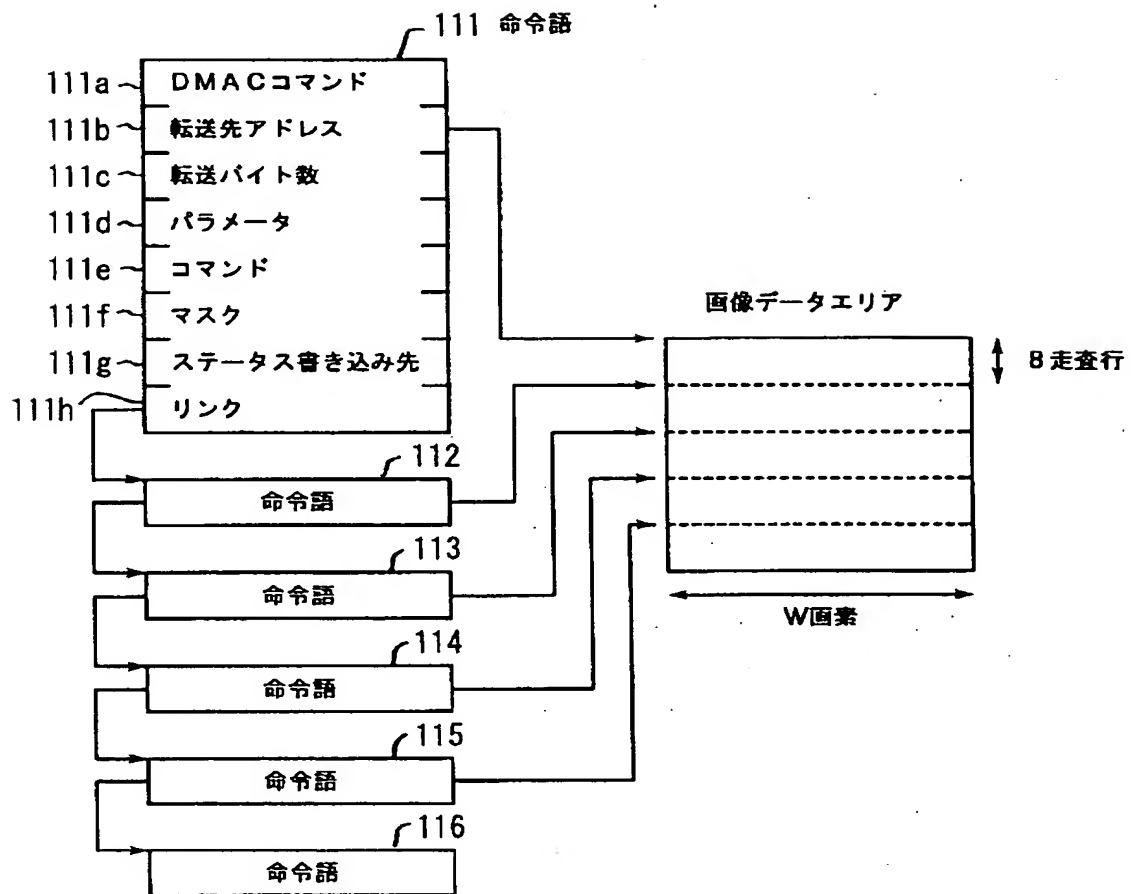 111 命令語
111a DMACコマンド
111b 転送先アドレス
111c 転送バイト数
111d パラメータ
111e コマンド
111f マスク
111g ステータス書き込み先
111h リンク
画像データエリア
8走査行
W画素
112
命令語
113
命令語
114
命令語
115
命令語
116
命令語